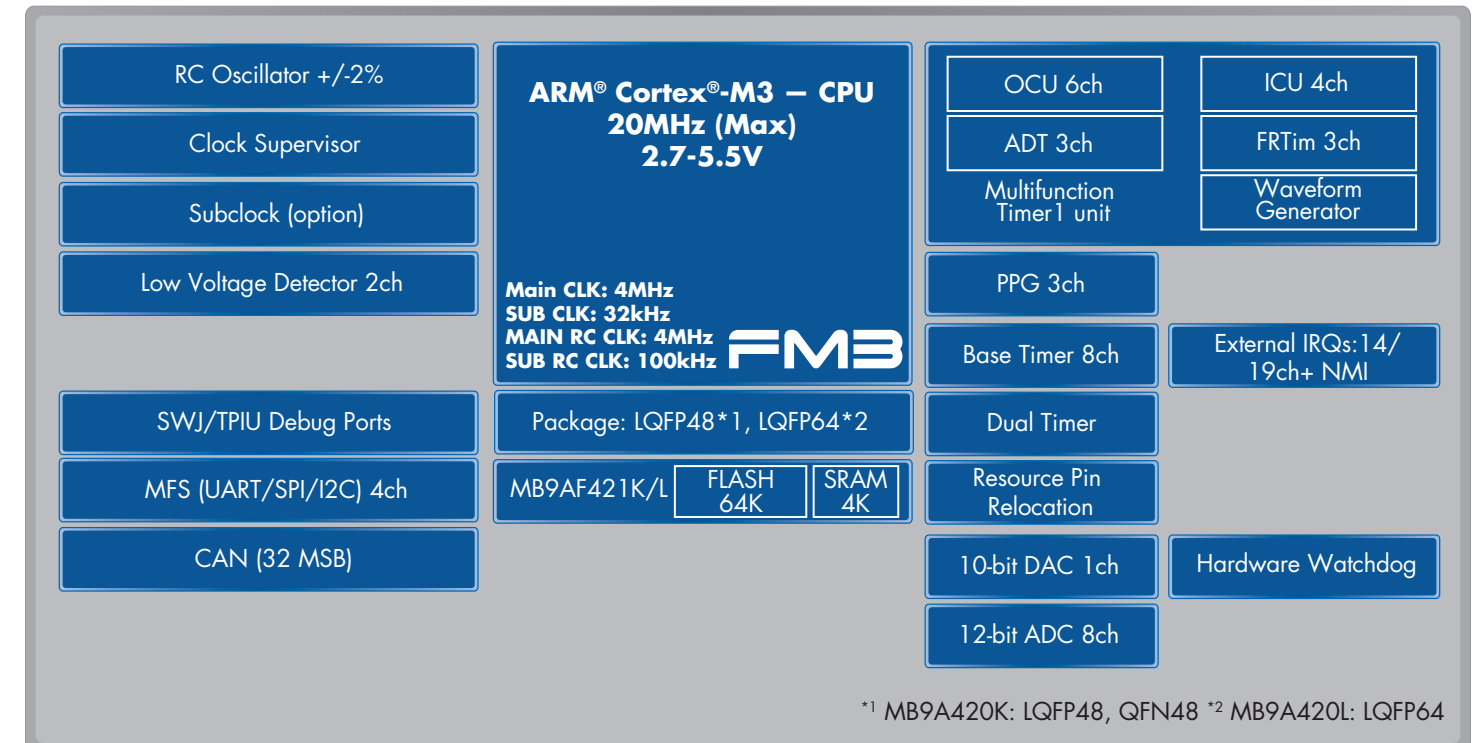 RC Oscillator +/-2%
Clock Supervisor
Subclock (option)
Low Voltage Detector 2ch
SWJ/TPIU Debug Ports
MFS (UART/SPI/I2C) 4ch
CAN (32 MSB)
ARM® Cortex®-M3 – CPU
20MHz (Max)
2.7-5.5V
Main CLK: 4MHz
SUB CLK: 32kHz
MAIN RC CLK: 4MHz
SUB RC CLK: 100kHz
FM3
Package: LQFP48*1, LQFP64*2
MB9AF421K/L
FLASH
64K
SRAM
4K
OCU 6ch
ICU 4ch
ADT 3ch
FRTim 3ch
Multifunction
Timer1 unit
Waveform
Generator
PPG 3ch
Base Timer 8ch
External IRQs:14/
19ch+ NMI
Dual Timer
Resource Pin
Relocation
10-bit DAC 1ch
Hardware Watchdog
12-bit ADC 8ch
*1 MB9A420K: LQFP48, QFN48 *2 MB9A420L: LQFP64